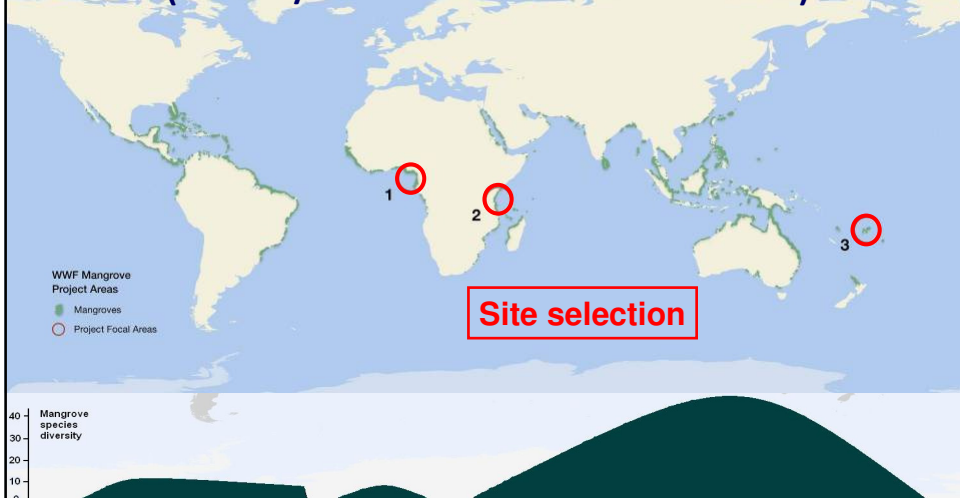 1
2
3
WWF Mangrove
Project Areas
Mangroves
Project Focal Areas
Site selection
Mangrove
species
diversity
40
30
20
10
0